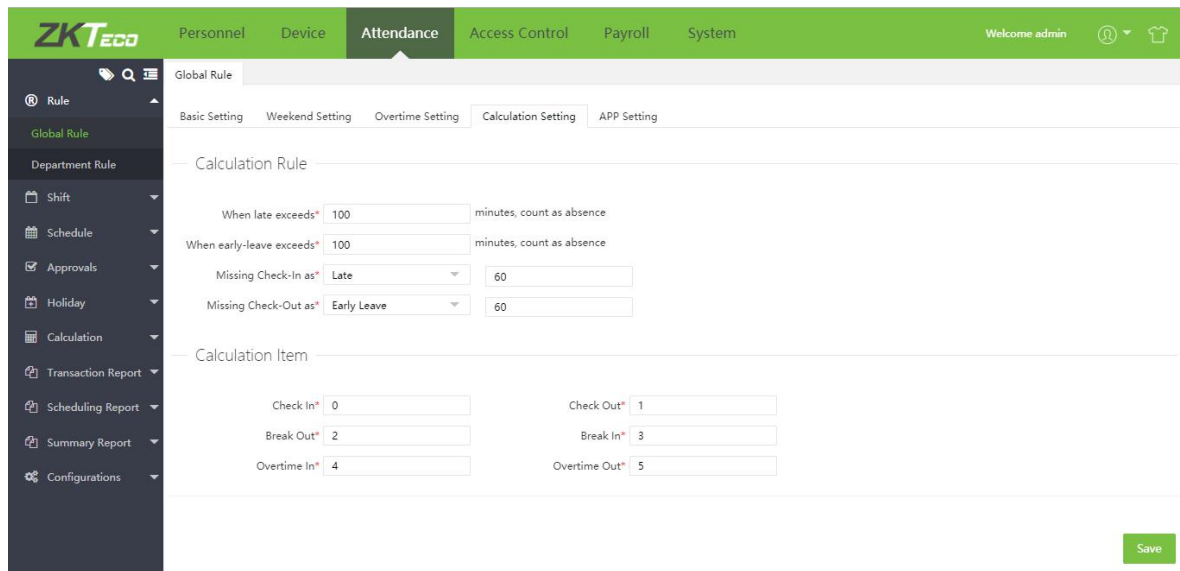 ZKTeco Personnel Device Attendance Access Control Payroll System Welcome admin
Global Rule
Rule
Basic Setting Weekend Setting Overtime Setting Calculation Setting APP Setting
Global Rule
Department Rule
Calculation Rule
Shift
When late exceeds* 100 minutes, count as absence
Schedule
When early-leave exceeds* 100 minutes, count as absence
Approvals
Missing Check-In as* Late 60
Holiday
Missing Check-Out as* Early Leave 60
Calculation
Calculation Item
Transaction Report
Scheduling Report
Check In* 0 Check Out* 1
Summary Report
Break Out* 2 Break In* 3
Overtime In* 4 Overtime Out* 5
Configurations
Save